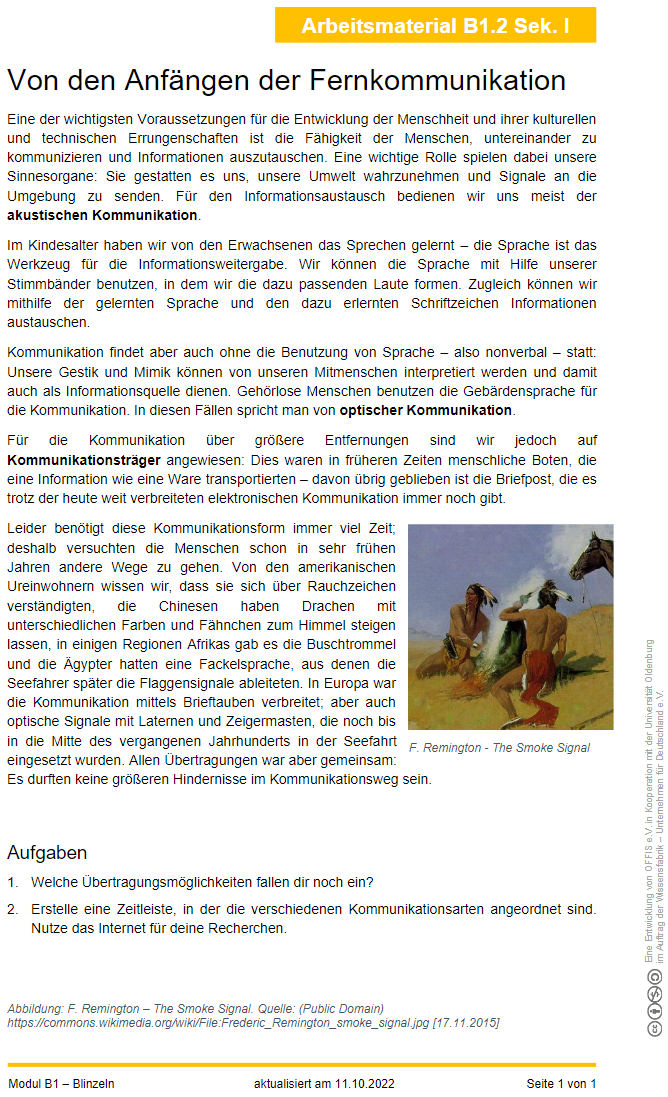 Arbeitsmaterial B1.2 Sek. I
Von den Anfängen der Fernkommunikation
Eine der wichtigsten Voraussetzungen für die Entwicklung der Menschheit und ihrer kulturellen
und technischen Errungenschaften ist die Fähigkeit der Menschen, untereinander zu
kommunizieren und Informationen auszutauschen. Eine wichtige Rolle spielen dabei unsere
Sinnesorgane: Sie gestatten es uns, unsere Umwelt wahrzunehmen und Signale an die
Umgebung zu senden. Für den Informationsaustausch bedienen wir uns meist der
akustischen Kommunikation.
Im Kindesalter haben wir von den Erwachsenen das Sprechen gelernt – die Sprache ist das
Werkzeug für die Informationsweitergabe. Wir können die Sprache mit Hilfe unserer
Stimmbänder benutzen, in dem wir die dazu passenden Laute formen. Zugleich können wir
mithilfe der gelernten Sprache und den dazu erlernten Schriftzeichen Informationen
austauschen.
Kommunikation findet aber auch ohne die Benutzung von Sprache – also nonverbal – statt:
Unsere Gestik und Mimik können von unseren Mitmenschen interpretiert werden und damit
auch als Informationsquelle dienen. Gehörlose Menschen benutzen die Gebärdensprache für
die Kommunikation. In diesen Fällen spricht man von optischer Kommunikation.
Für die Kommunikation über größere Entfernungen sind wir jedoch auf
Kommunikationsträger angewiesen: Dies waren in früheren Zeiten menschliche Boten, die
eine Information wie eine Ware transportierten – davon übrig geblieben ist die Briefpost, die es
trotz der heute weit verbreiteten elektronischen Kommunikation immer noch gibt.
Leider benötigt diese Kommunikationsform immer viel Zeit;
deshalb versuchten die Menschen schon in sehr frühen
Jahren andere Wege zu gehen. Von den amerikanischen
Ureinwohnern wissen wir, dass sie sich über Rauchzeichen
verständigten, die Chinesen haben Drachen mit
unterschiedlichen Farben und Fähnchen zum Himmel steigen
lassen, in einigen Regionen Afrikas gab es die Buschtrommel
und die Ägypter hatten eine Fackelsprache, aus denen die
Seefahrer später die Flaggensignale ableiteten. In Europa war
die Kommunikation mittels Brieftauben verbreitet; aber auch
optische Signale mit Laternen und Zeigermasten, die noch bis
in die Mitte des vergangenen Jahrhunderts in der Seefahrt
eingesetzt wurden. Allen Übertragungen war aber gemeinsam:
Es durften keine größeren Hindernisse im Kommunikationsweg sein.
F. Remington - The Smoke Signal
Aufgaben
1. Welche Übertragungsmöglichkeiten fallen dir noch ein?
2. Erstelle eine Zeitleiste, in der die verschiedenen Kommunikationsarten angeordnet sind.
Nutze das Internet für deine Recherchen.
Abbildung: F. Remington – The Smoke Signal. Quelle: (Public Domain)
https://commons.wikimedia.org/wiki/File:Frederic_Remington_smoke_signal.jpg [17.11.2015]
Modul B1 – Blinzeln aktualisiert am 11.10.2022 Seite 1 von 1
Eine Entwicklung von OFFIS e.V. in Kooperation mit der Universität Oldenburg
im Auftrag der Wissensfabrik – Unternehmen für Deutschland e.V.